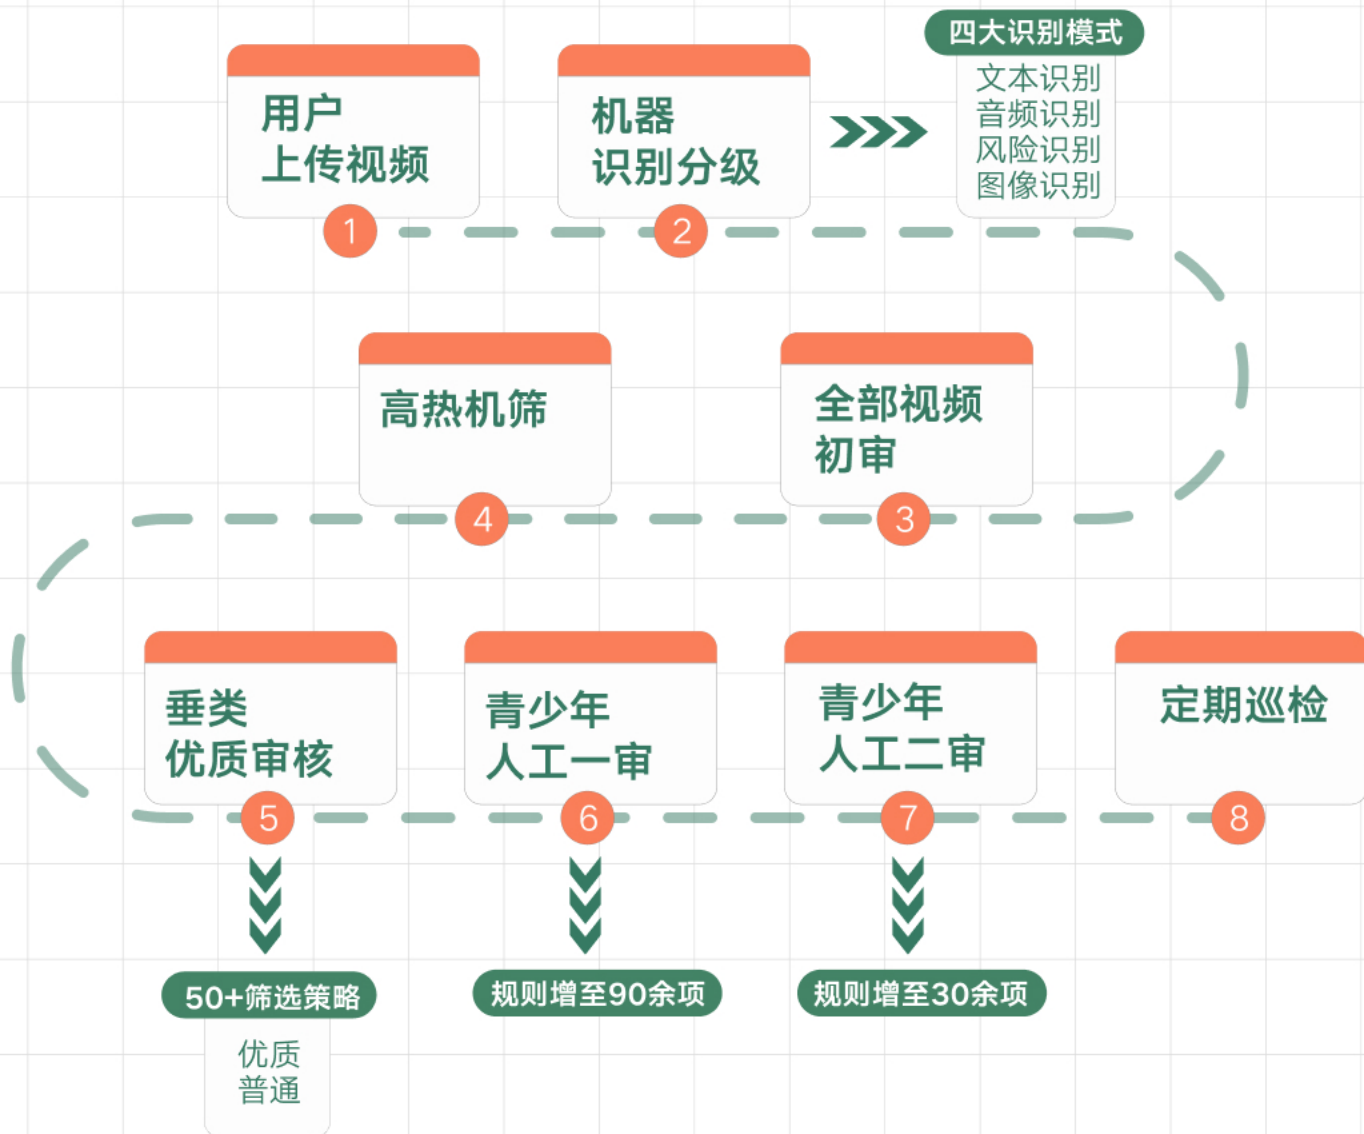 用户
上传视频
1
机器
识别分级
2
四大识别模式
文本识别
音频识别
风险识别
图像识别
全部视频
初审
3
高热机筛
4
垂类
优质审核
5
50+筛选策略
优质
普通
青少年
人工一审
6
规则增至90余项
青少年
人工二审
7
规则增至30余项
定期巡检
8